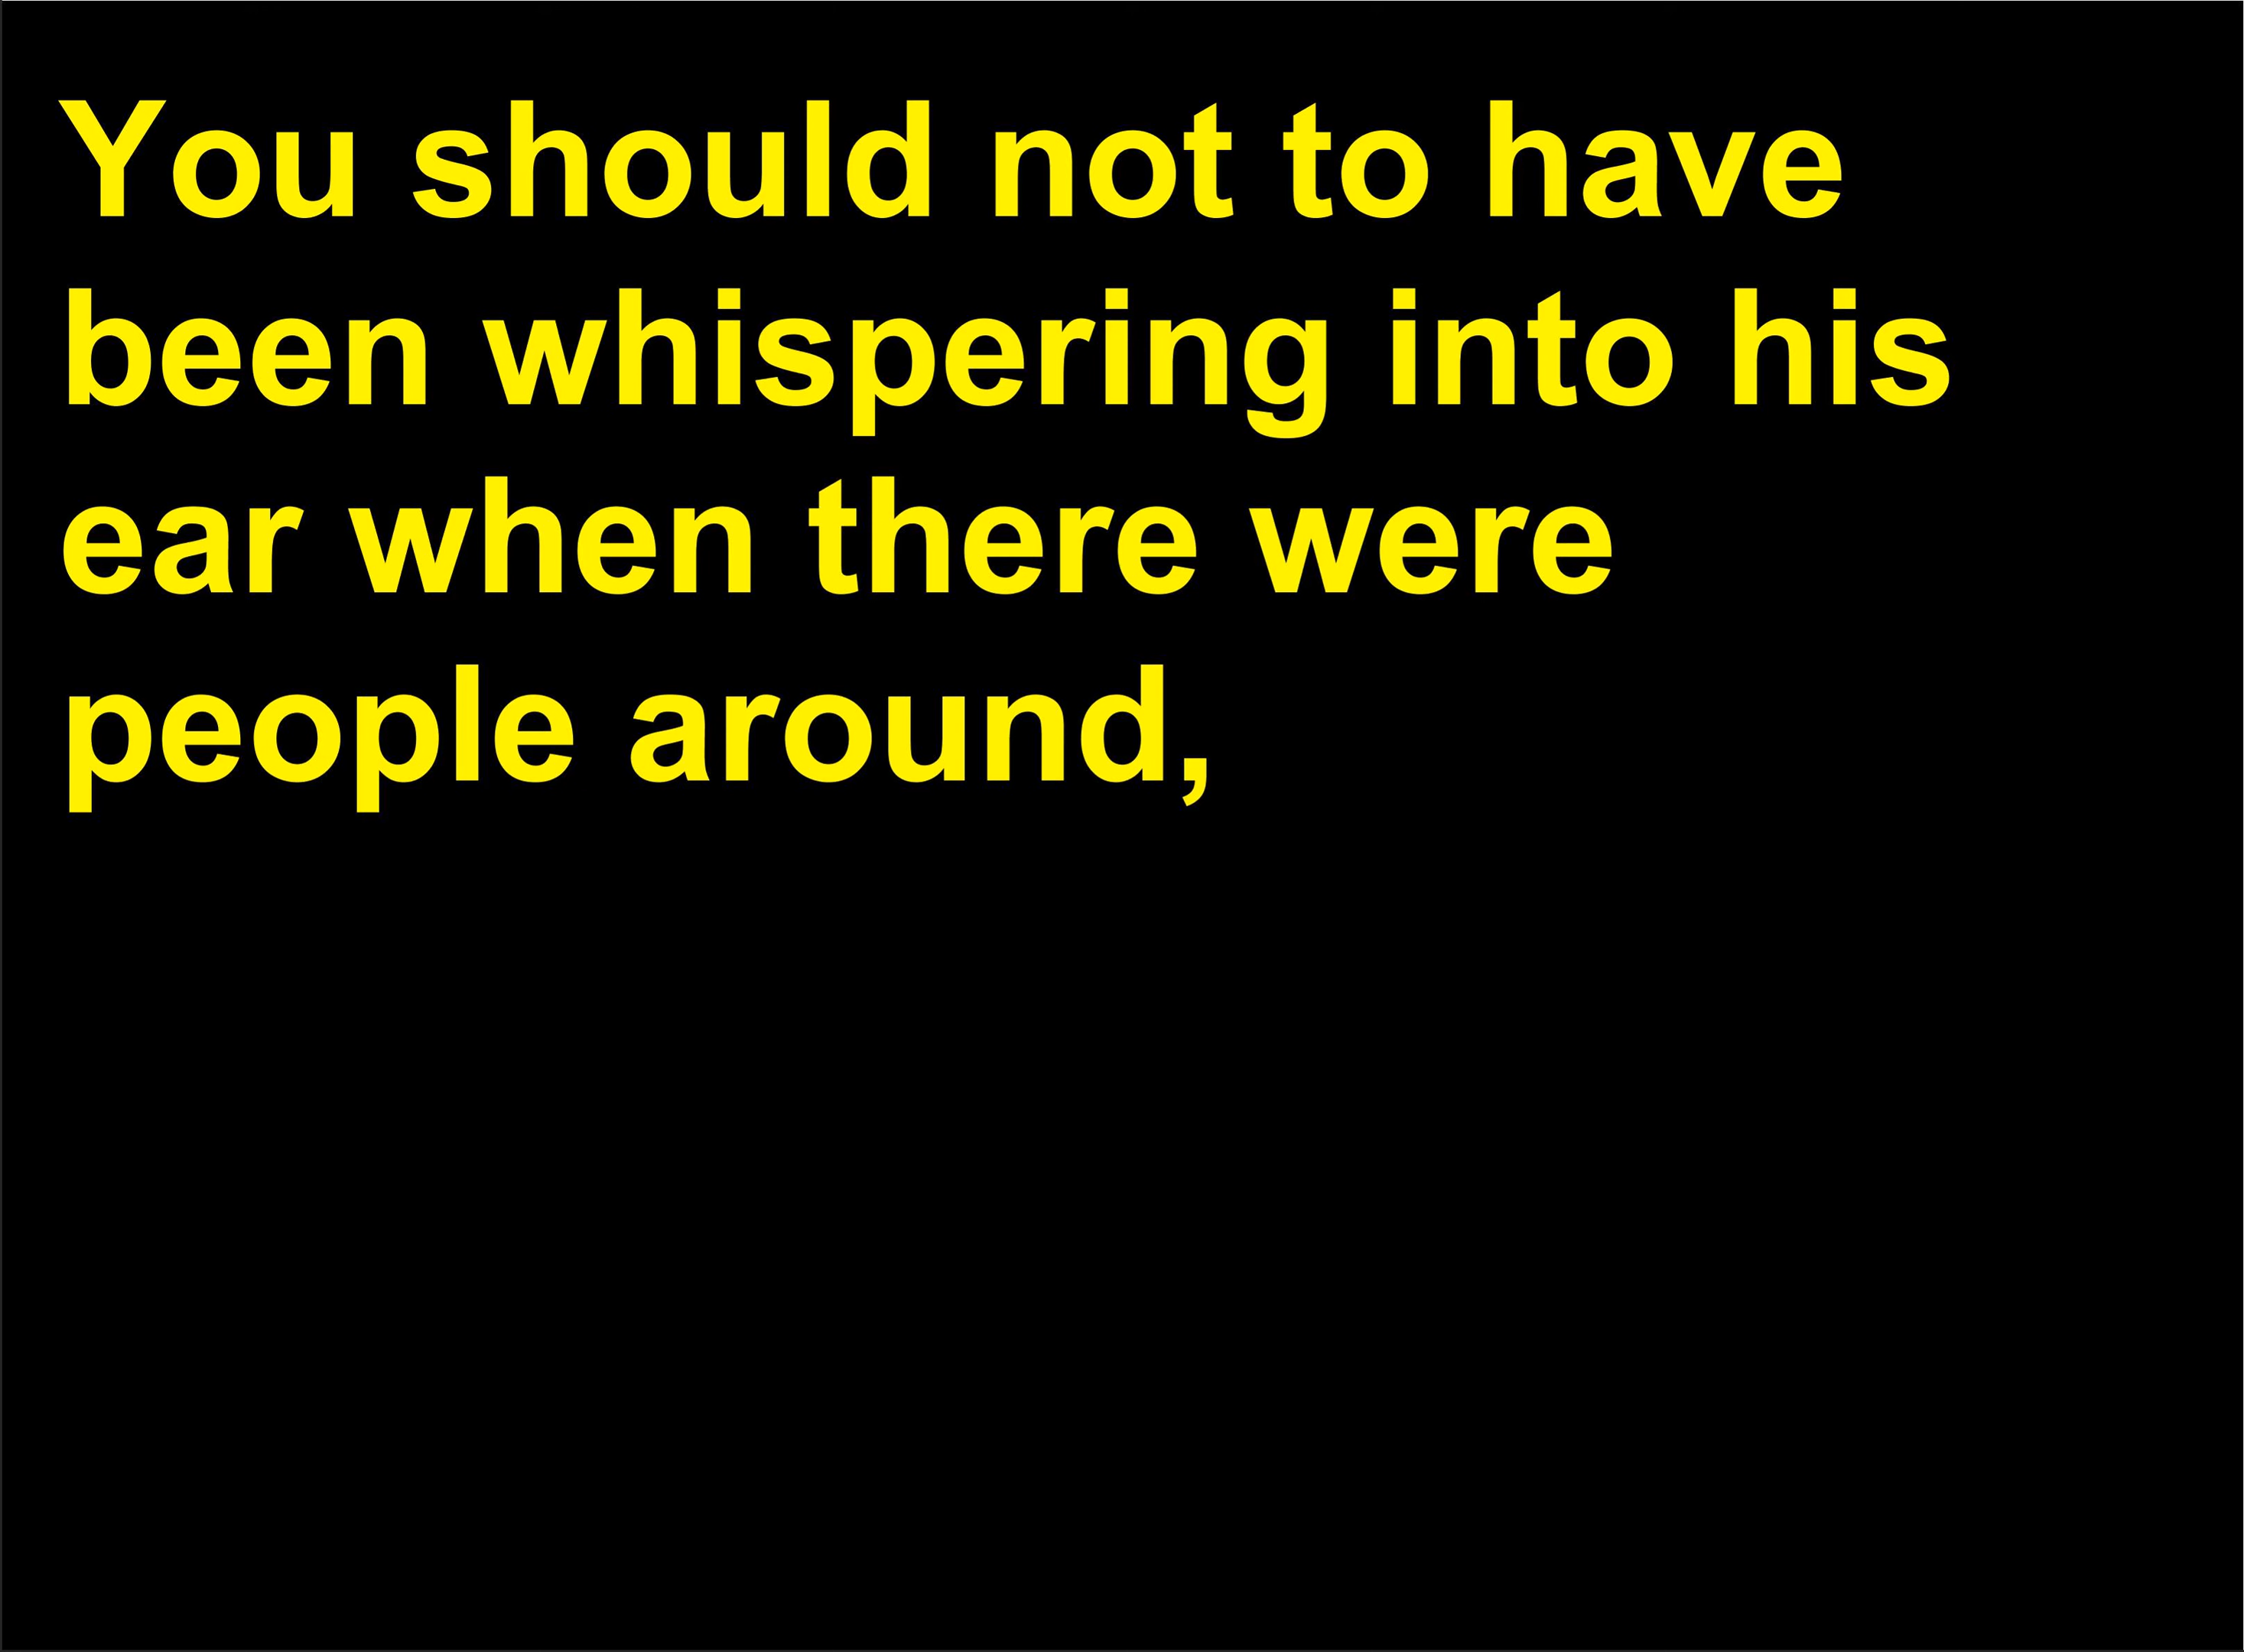 You should not to have
been whispering into his
ear when there were
people around,